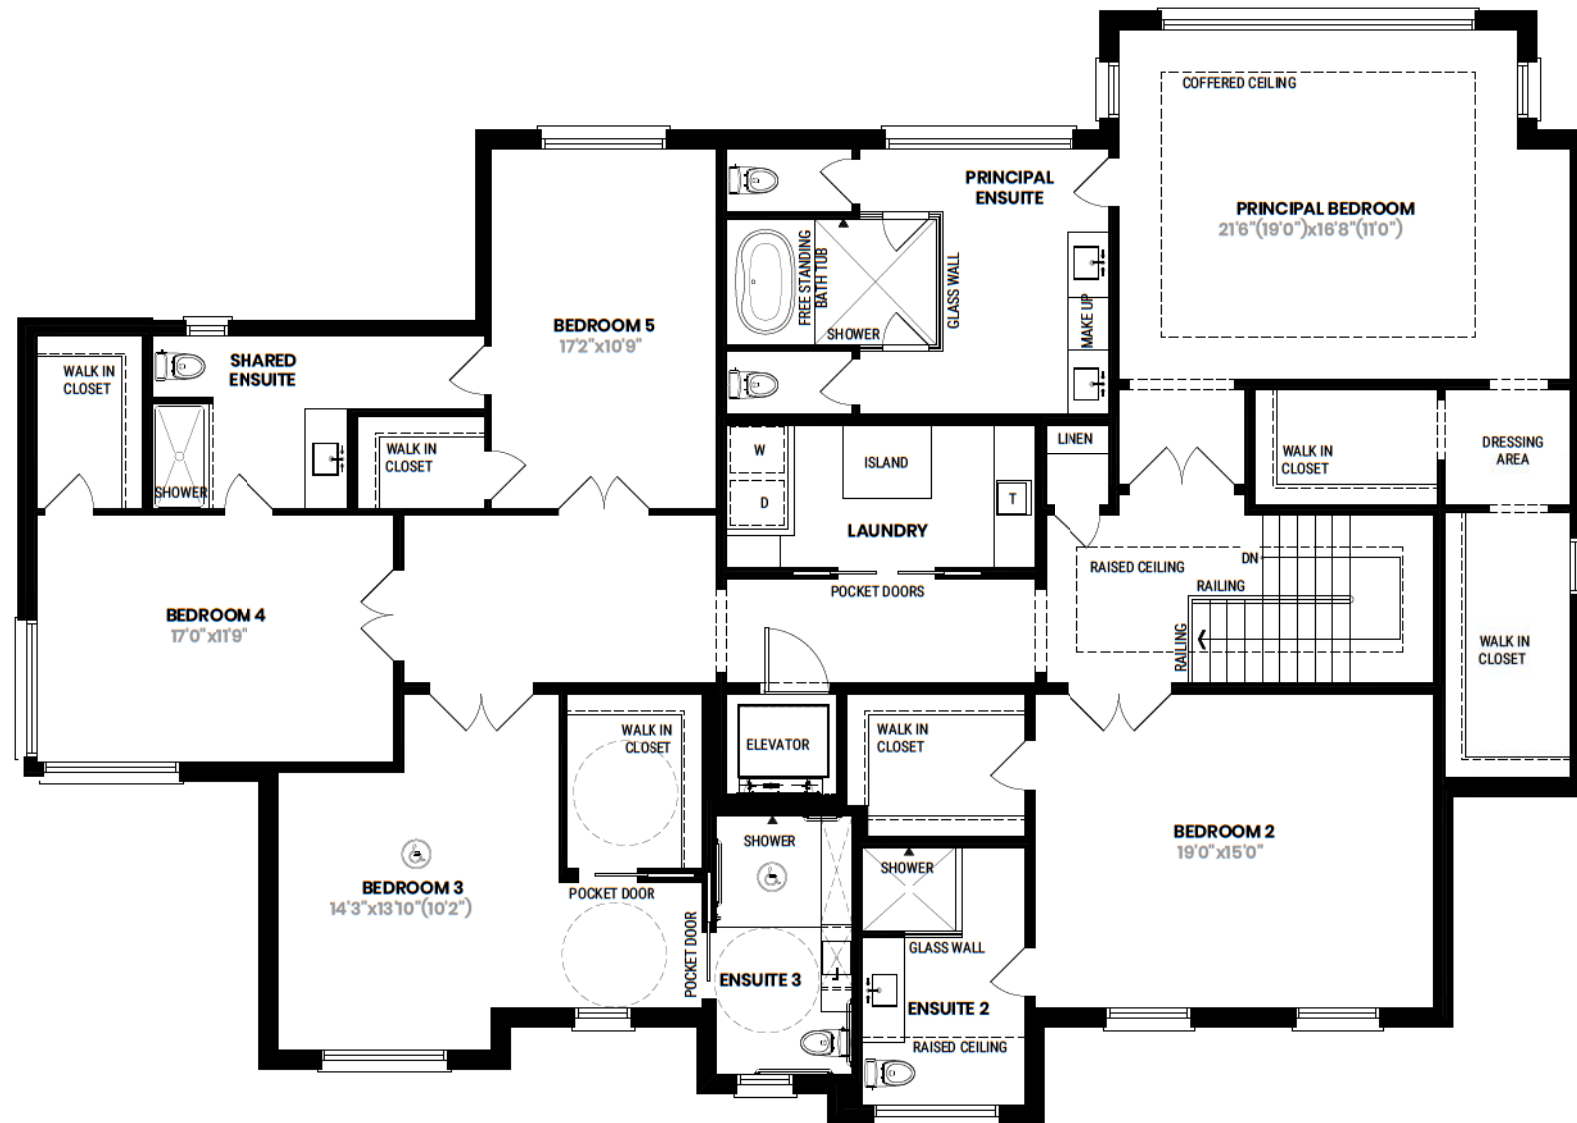 COFFERED CEILING
PRINCIPAL
ENSUITE
PRINCIPAL BEDROOM
21'6"(19'0")x16'8"(11'0")
FREE STANDING
BATH TUB
SHOWER
GLASS WALL
MAKE UP
BEDROOM 5
17'2"x10'9"
WALK IN
CLOSET
SHARED
ENSUITE
SHOWER
WALK IN
CLOSET
W
D
ISLAND
T
LAUNDRY
LINEN
WALK IN
CLOSET
DRESSING
AREA
POCKET DOORS
RAISED CEILING
DN
RAILING
RAILING
WALK IN
CLOSET
BEDROOM 4
17'0"x11'9"
WALK IN
CLOSET
ELEVATOR
WALK IN
CLOSET
BEDROOM 2
19'0"x15'0"
BEDROOM 3
14'3"x13'10"(10'2")
POCKET DOOR
POCKET DOOR
SHOWER
ENSUITE 3
SHOWER
GLASS WALL
ENSUITE 2
RAISED CEILING